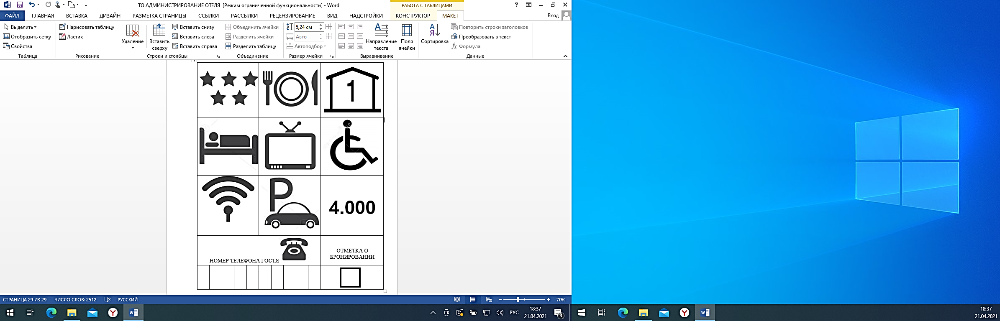 ТО АДМИНИСТРИРОВАНИЕ ОТЕЛЯ [Режим ограниченной функциональности] - Word
РАБОТА С ТАБЛИЦАМИ
?
ФАЙЛ ГЛАВНАЯ ВСТАВКА ДИЗАЙН РАЗМЕТКА СТРАНИЦЫ ССЫЛКИ РАССЫЛКИ РЕЦЕНЗИРОВАНИЕ ВИД НАДСТРОЙКИ КОНСТРУКТОР МАКЕТ Вход
Выделить
Отобразить сетку
Свойства
Таблица
Нарисовать таблицу
Ластик
Рисование
Удаление
Вставить
сверху
Вставить снизу
Вставить слева
Вставить справа
Строки и столбцы
Объединить ячейки
Разделить ячейки
Разделить таблицу
Объединение
5,24 см
Авто
Автоподбор
Размер ячейки
Направление
текста
Поля
ячейки
Выравнивание
А
Я
Сортировка
Повторить строки заголовков
Преобразовать в текст
fx Формула
Данные
1
P
4.000
НОМЕР ТЕЛЕФОНА ГОСТЯ
ОТМЕТКА О
БРОНИРОВАНИИ
СТРАНИЦА 29 ИЗ 29 ЧИСЛО СЛОВ: 2512 РУССКИЙ
70%
РУС
18:37
21.04.2021
3
18:37
21.04.2021